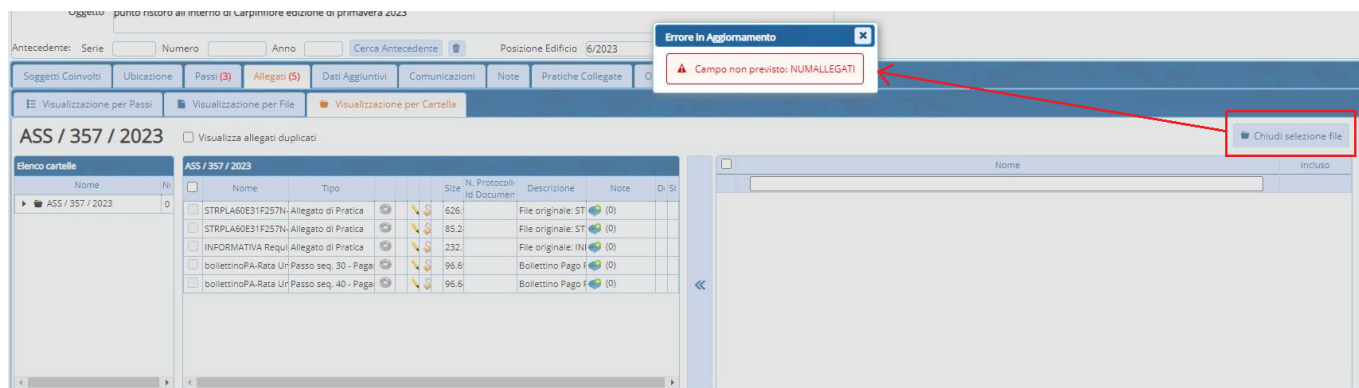 Oggetto punto ristoro all'interno di Carpinfiore edizione di primavera 2023
Antecedente: Serie Numero Anno Cerca Antecedente Posizione Edificio 6/2023
Errore in Aggiornamento
Campo non previsto: NUMALLEGATI
Soggetti Coinvolti Ubicazione Passi (3) Allegati (5) Dati Aggiuntivi Comunicazioni Note Pratiche Collegate O
Visualizzazione per Passi Visualizzazione per File Visualizzazione per Cartella
ASS / 357 / 2023 Visualizza allegati duplicati Chiudi selezione file
Elenco cartelle ASS / 357 / 2023 Nome Incluso
Nome Nome Tipo Size N. Protocoll Id Documen Descrizione Note
ASS / 357 / 2023 0
STRPLA60E31F257N- Allegato di Pratica 626. File originale: ST (0)
STRPLA60E31F257N- Allegato di Pratica 85.2 File originale: ST (0)
INFORMATIVA Requi Allegato di Pratica 232. File originale: INI (0)
bollettinoPA-Rata Ur Passo seq. 30 - Paga 96.6 Bollettino Pago (0)
bollettinoPA-Rata Ur Passo seq. 40 - Paga 96.6 Bollettino Pago (0)